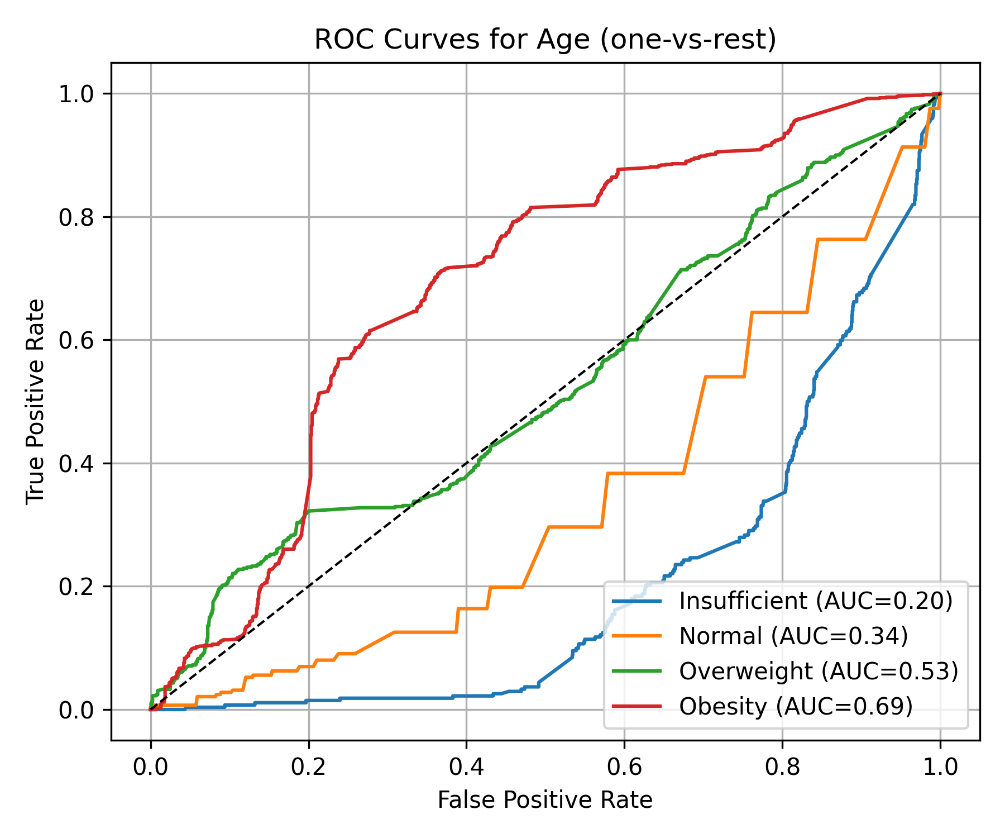 ROC Curves for Age (one-vs-rest)
1.0
0.8
0.6
0.4
0.2
0.0
True Positive Rate
Insufficient (AUC=0.20)
Normal (AUC=0.34)
Overweight (AUC=0.53)
Obesity (AUC=0.69)
0.0 0.2 0.4 0.6 0.8 1.0
False Positive Rate